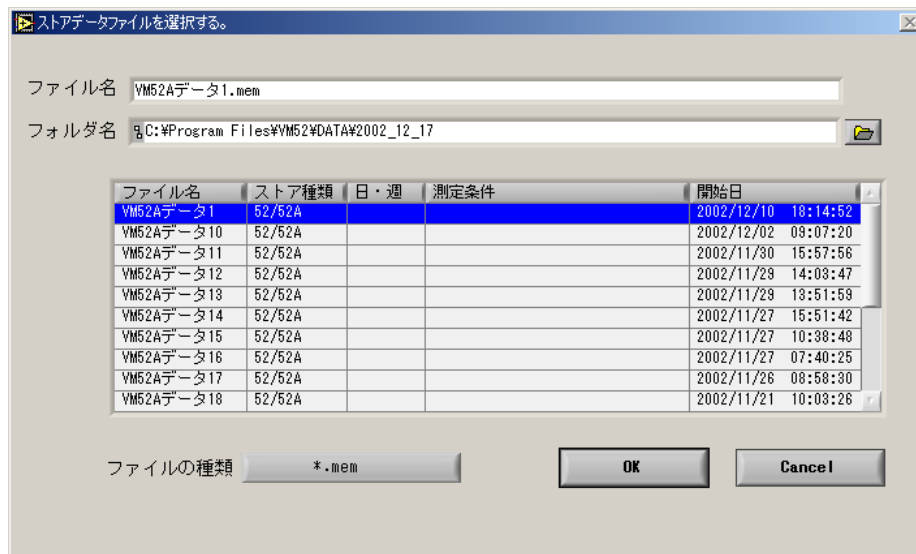 ストアデータファイルを選択する。
ファイル名 VM52Aデータ1.mem
フォルダ名 C:¥Program Files¥VM52¥DATA¥2002_12_17
ファイル名 ストア種類 日・週 測定条件 開始日
VM52Aデータ1 52/52A 2002/12/10 18:14:52
VM52Aデータ10 52/52A 2002/12/02 09:07:20
VM52Aデータ11 52/52A 2002/11/30 15:57:56
VM52Aデータ12 52/52A 2002/11/29 14:03:47
VM52Aデータ13 52/52A 2002/11/29 13:51:59
VM52Aデータ14 52/52A 2002/11/27 15:51:42
VM52Aデータ15 52/52A 2002/11/27 10:38:48
VM52Aデータ16 52/52A 2002/11/27 07:40:25
VM52Aデータ17 52/52A 2002/11/26 08:58:30
VM52Aデータ18 52/52A 2002/11/21 10:03:26
ファイルの種類 *.mem OK Cancel